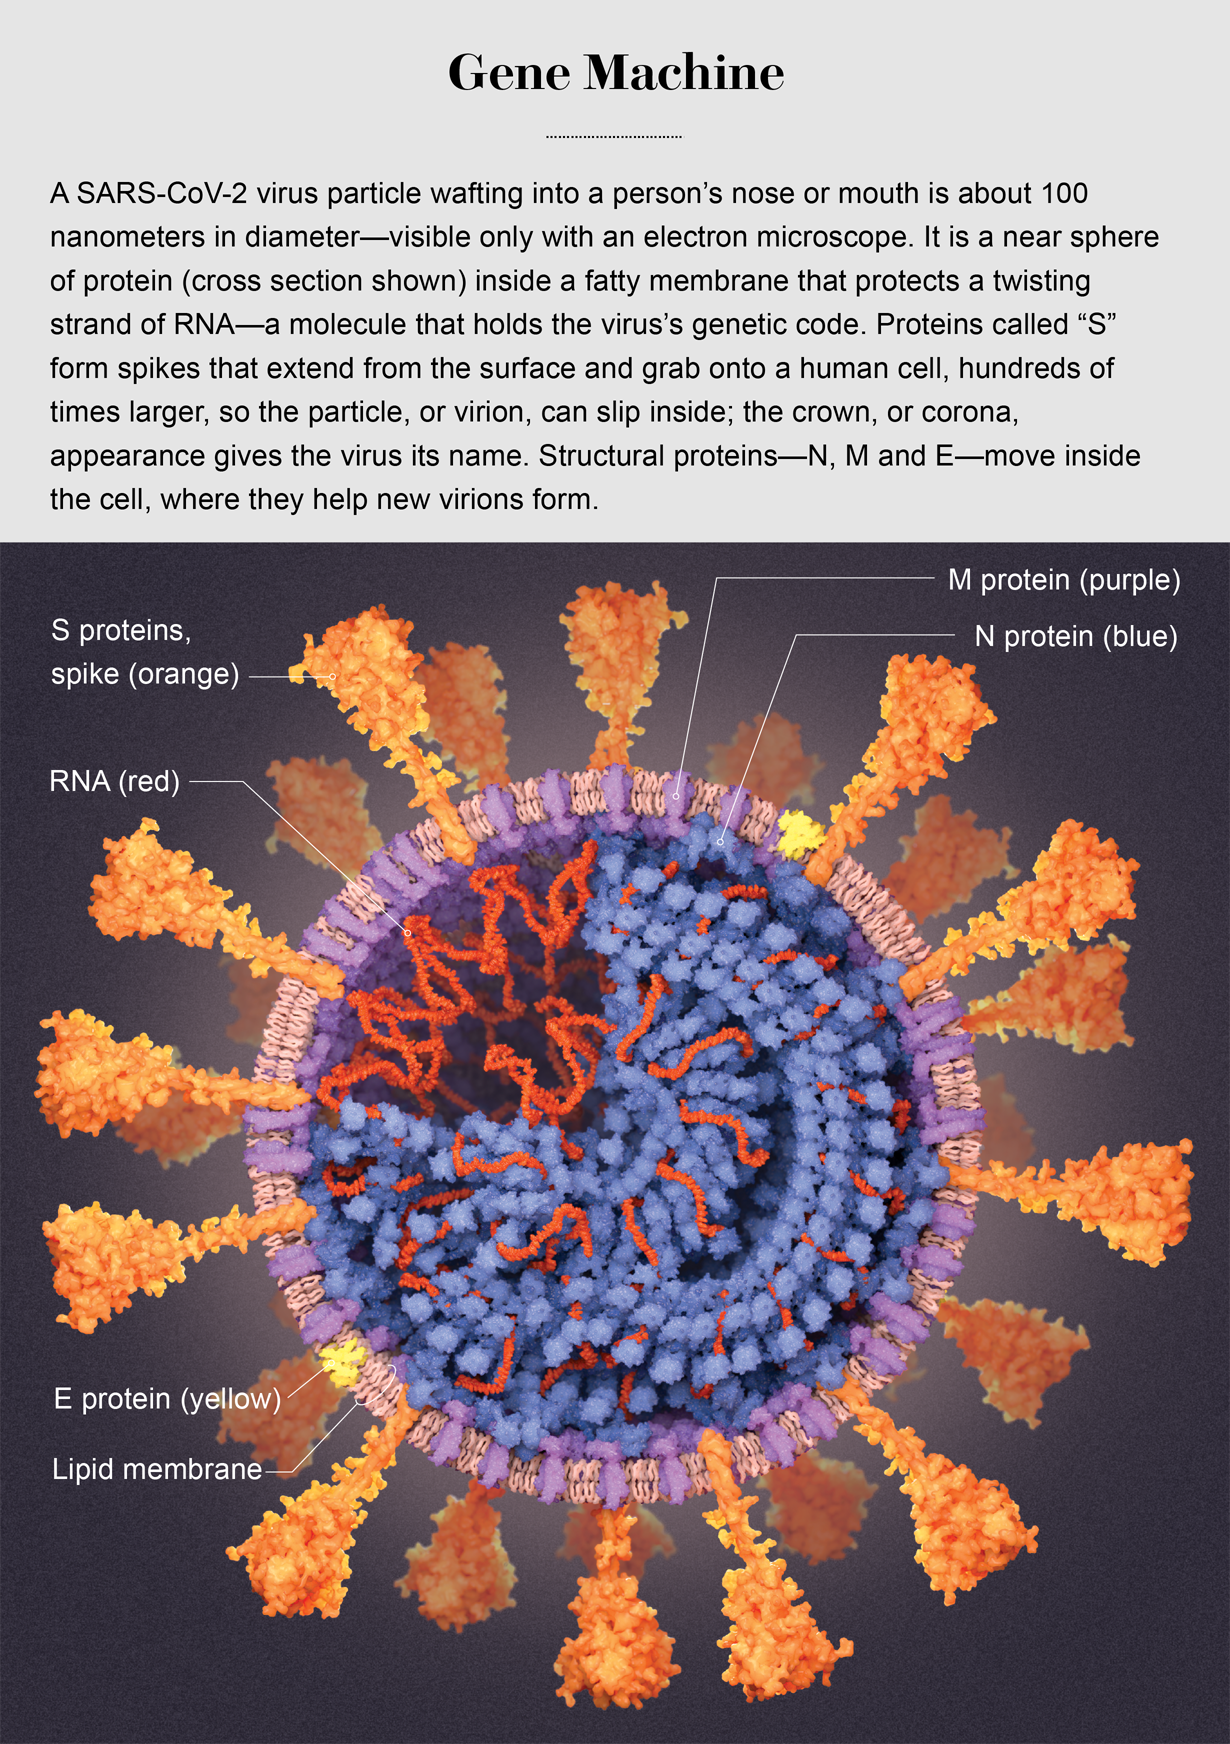 Gene Machine
A SARS-CoV-2 virus particle wafting into a person’s nose or mouth is about 100
nanometers in diameter—visible only with an electron microscope. It is a near sphere
of protein (cross section shown) inside a fatty membrane that protects a twisting
strand of RNA—a molecule that holds the virus’s genetic code. Proteins called “S”
form spikes that extend from the surface and grab onto a human cell, hundreds of
times larger, so the particle, or virion, can slip inside; the crown, or corona,
appearance gives the virus its name. Structural proteins—N, M and E—move inside
the cell, where they help new virions form.
M protein (purple)
S proteins,
spike (orange)
N protein (blue)
RNA (red)
E protein (yellow)
Lipid membrane